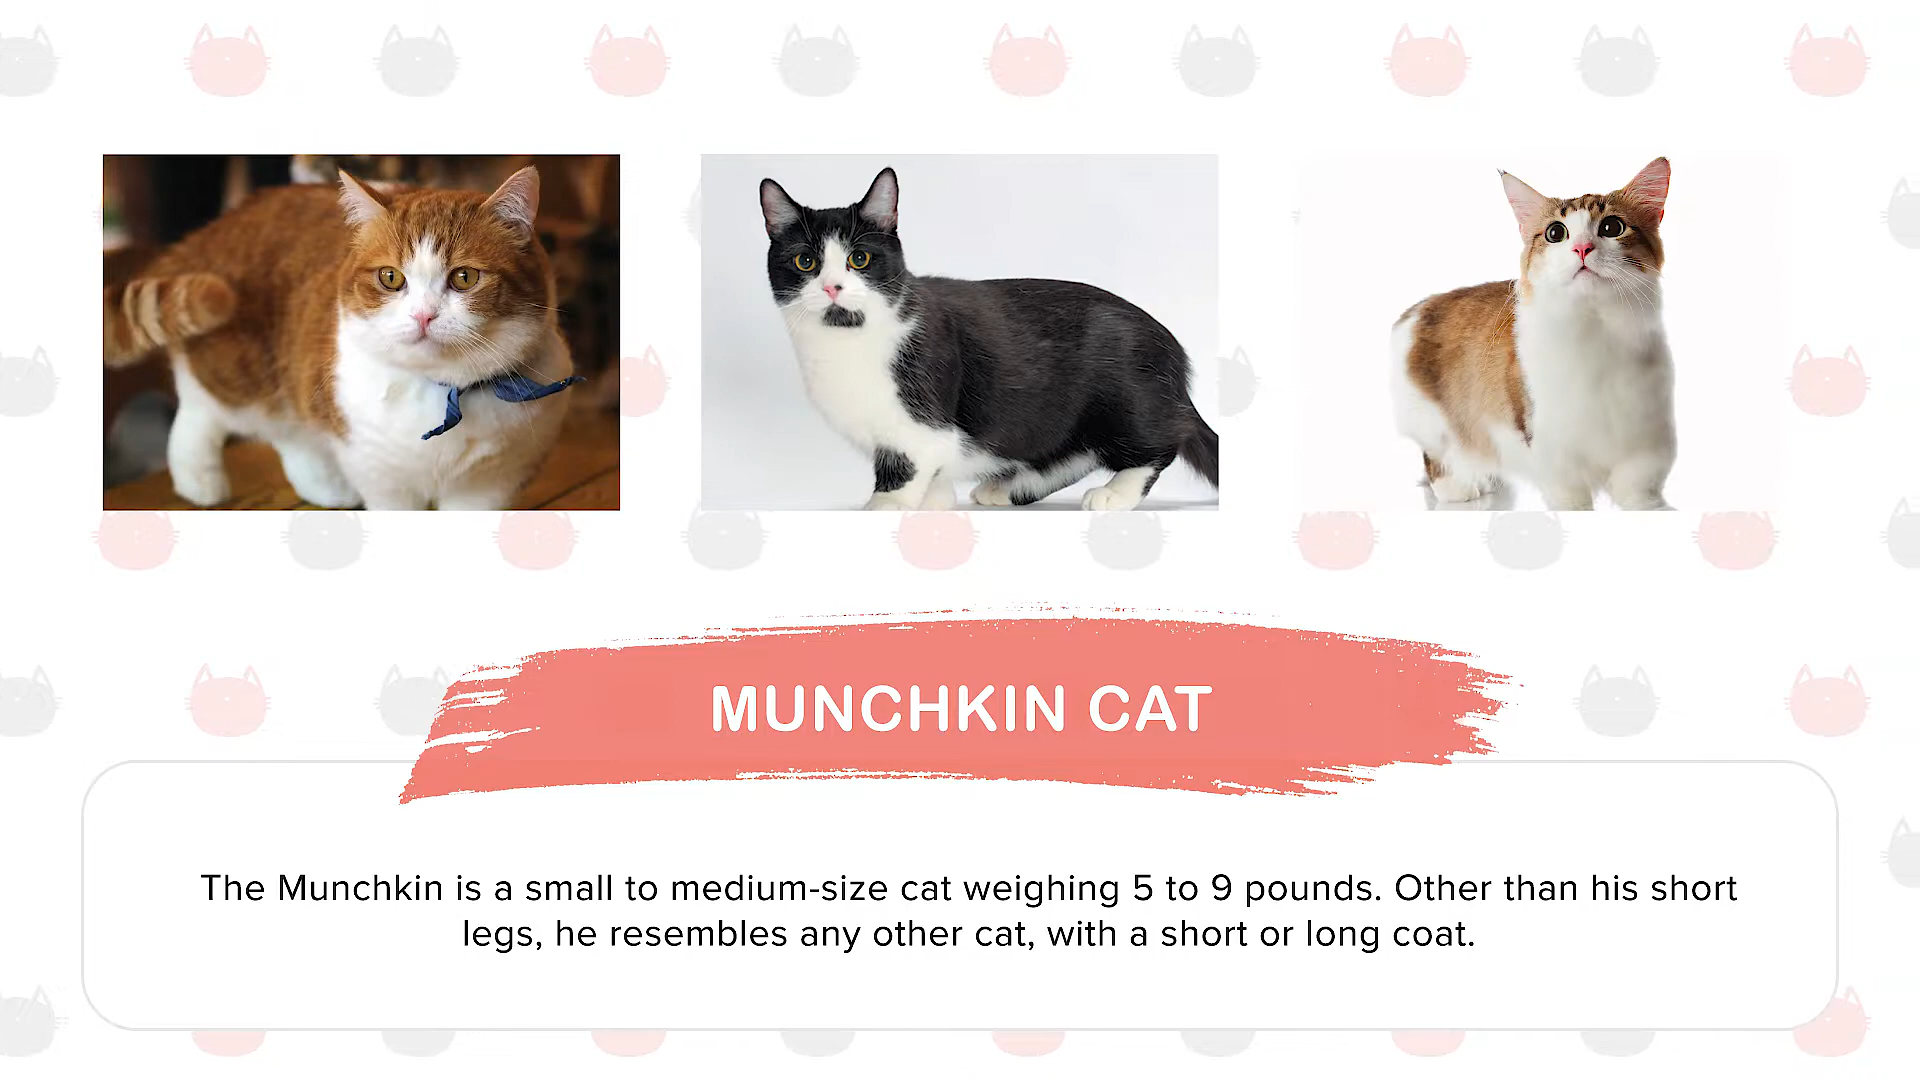 MUNCHKIN CAT
The Munchkin is a small to medium-size cat weighing 5 to 9 pounds. Other than his short
legs, he resembles any other cat, with a short or long coat.